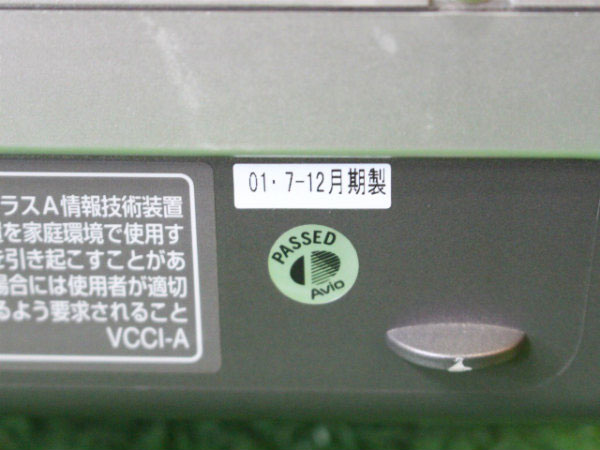 ラスA情報技術装置
を家庭環境で使用す
を引き起こすことがあ
場合には使用者が適切
るよう要求されること
VCCI-A
01・7-12月期製
PASSED
Avio